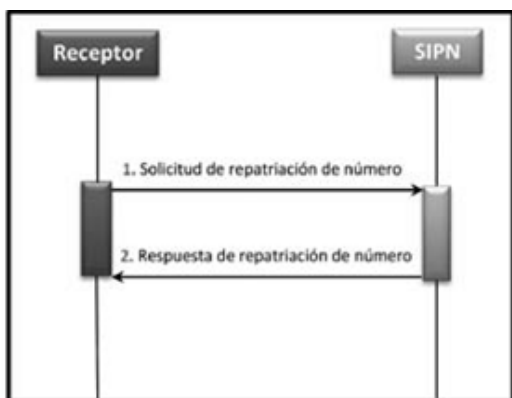 Receptor
SIPN
1. Solicitud de repatriación de número
2. Respuesta de repatriación de número